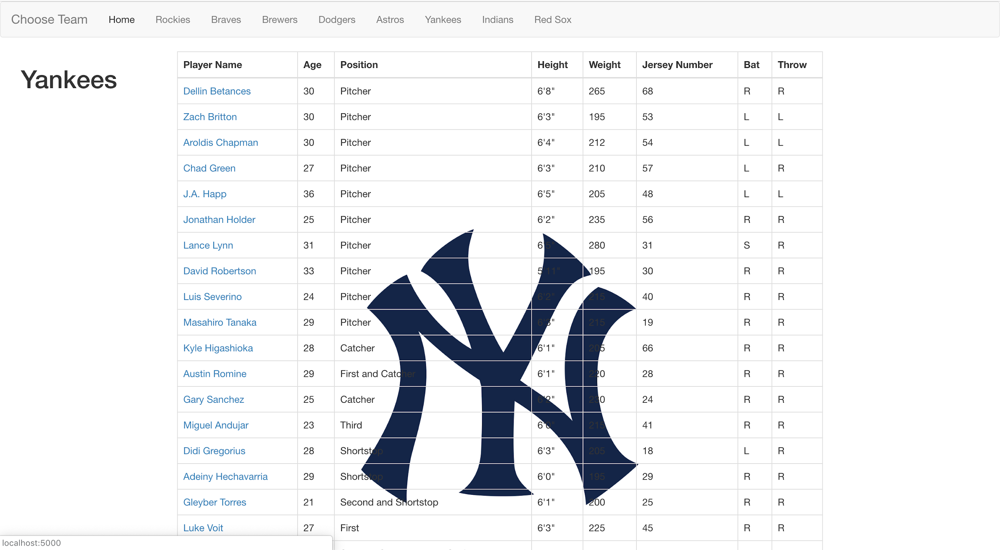 Choose Team Home Rockies Braves Brewers Dodgers Astros Yankees Indians Red Sox
Yankees
Player Name Age Position Height Weight Jersey Number Bat Throw
Dellin Betances 30 Pitcher 6'8" 265 68 R R
Zach Britton 30 Pitcher 6'3" 195 53 L L
Aroldis Chapman 30 Pitcher 6'4" 212 54 L L
Chad Green 27 Pitcher 6'3" 210 57 L R
J.A. Happ 36 Pitcher 6'5" 205 48 L L
Jonathan Holder 25 Pitcher 6'2" 235 56 R R
Lance Lynn 31 Pitcher 6'5" 280 31 S R
David Robertson 33 Pitcher 5'11" 195 30 R R
Luis Severino 24 Pitcher 6'2" 215 40 R R
Masahiro Tanaka 29 Pitcher 6'3" 215 19 R R
Kyle Higashioka 28 Catcher 6'1" 205 66 R R
Austin Romine 29 First and Catcher 6'1" 220 28 R R
Gary Sanchez 25 Catcher 6'2" 230 24 R R
Miguel Andujar 23 Third 6'0" 215 41 R R
Didi Gregorius 28 Shortstop 6'3" 205 18 L R
Adeiny Hechavarria 29 Shortstop 6'0" 195 29 R R
Gleyber Torres 21 Second and Shortstop 6'1" 200 25 R R
Luke Voit 27 First 6'3" 225 45 R R
localhost:5000